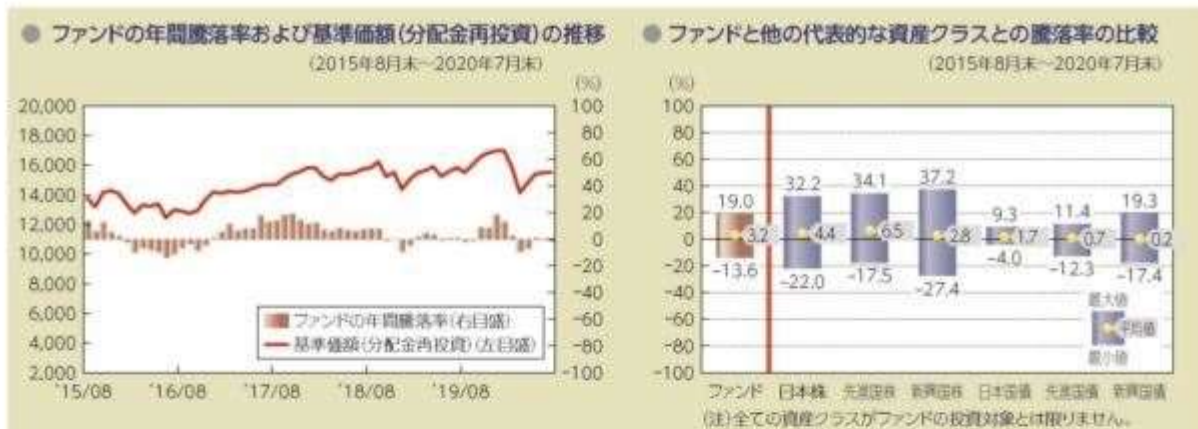 ● ファンドの年間騰落率および基準価額(分配金再投資)の推移
(2015年8月末～2020年7月末)
(%)
20,000
18,000
16,000
14,000
12,000
10,000
8,000
6,000
4,000
2,000
100
80
60
40
20
0
-20
-40
-60
-80
-100
ファンドの年間騰落率(右目盛)
基準価額(分配金再投資)(左目盛)
'15/08 '16/08 '17/08 '18/08 '19/08
● ファンドと他の代表的な資産クラスとの騰落率の比較
(2015年8月末～2020年7月末)
(%)
100
80
60
40
20
0
-20
-40
-60
-80
-100
19.0 32.2 34.1 37.2 9.3 11.4 19.3
3.2 4.4 6.5 2.8 1.7 0.7 0.2
-13.6 -22.0 -17.5 -27.4 -4.0 -12.3 -17.4
最大値
平均値
最小値
ファンド 日本株 先進国株 新興国株 日本国債 先進国債 新興国債
(注)全ての資産クラスがファンドの投資対象とは限りません。